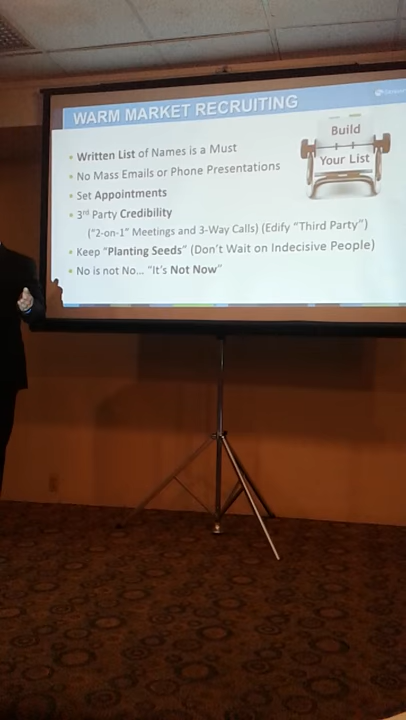 WARM MARKET RECRUITING
Build
Your List
• Written List of Names is a Must
• No Mass Emails or Phone Presentations
• Set Appointments
• 3rd Party Credibility
("2-on-1" Meetings and 3-Way Calls) (Edify "Third Party")
• Keep "Planting Seeds" (Don't Wait on Indecisive People)
• No is not No... "It's Not Now"